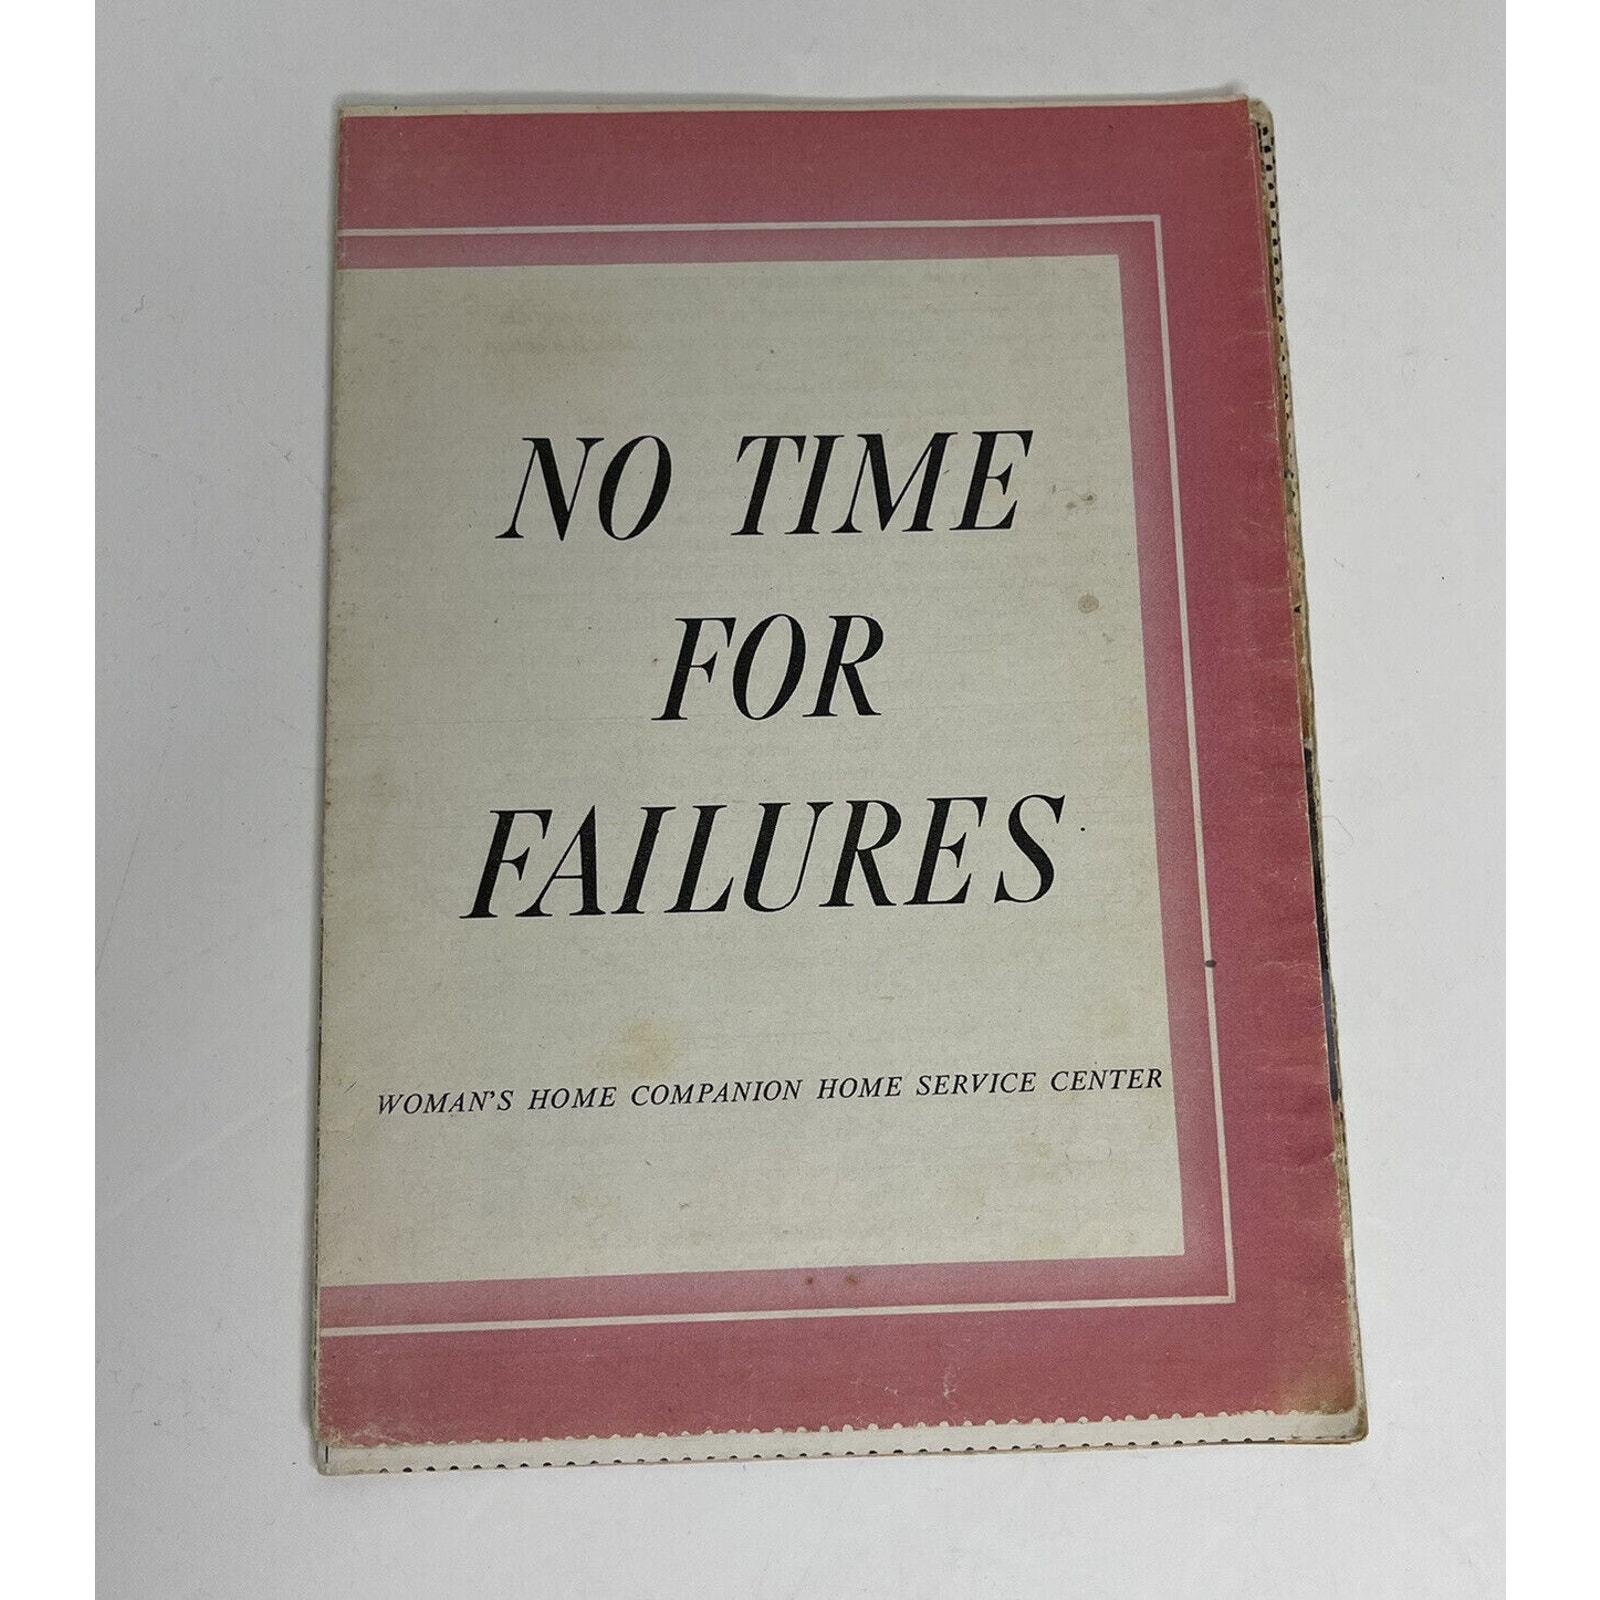 NO TIME
FOR
FAILURES
WOMAN'S HOME COMPANION HOME SERVICE CENTER